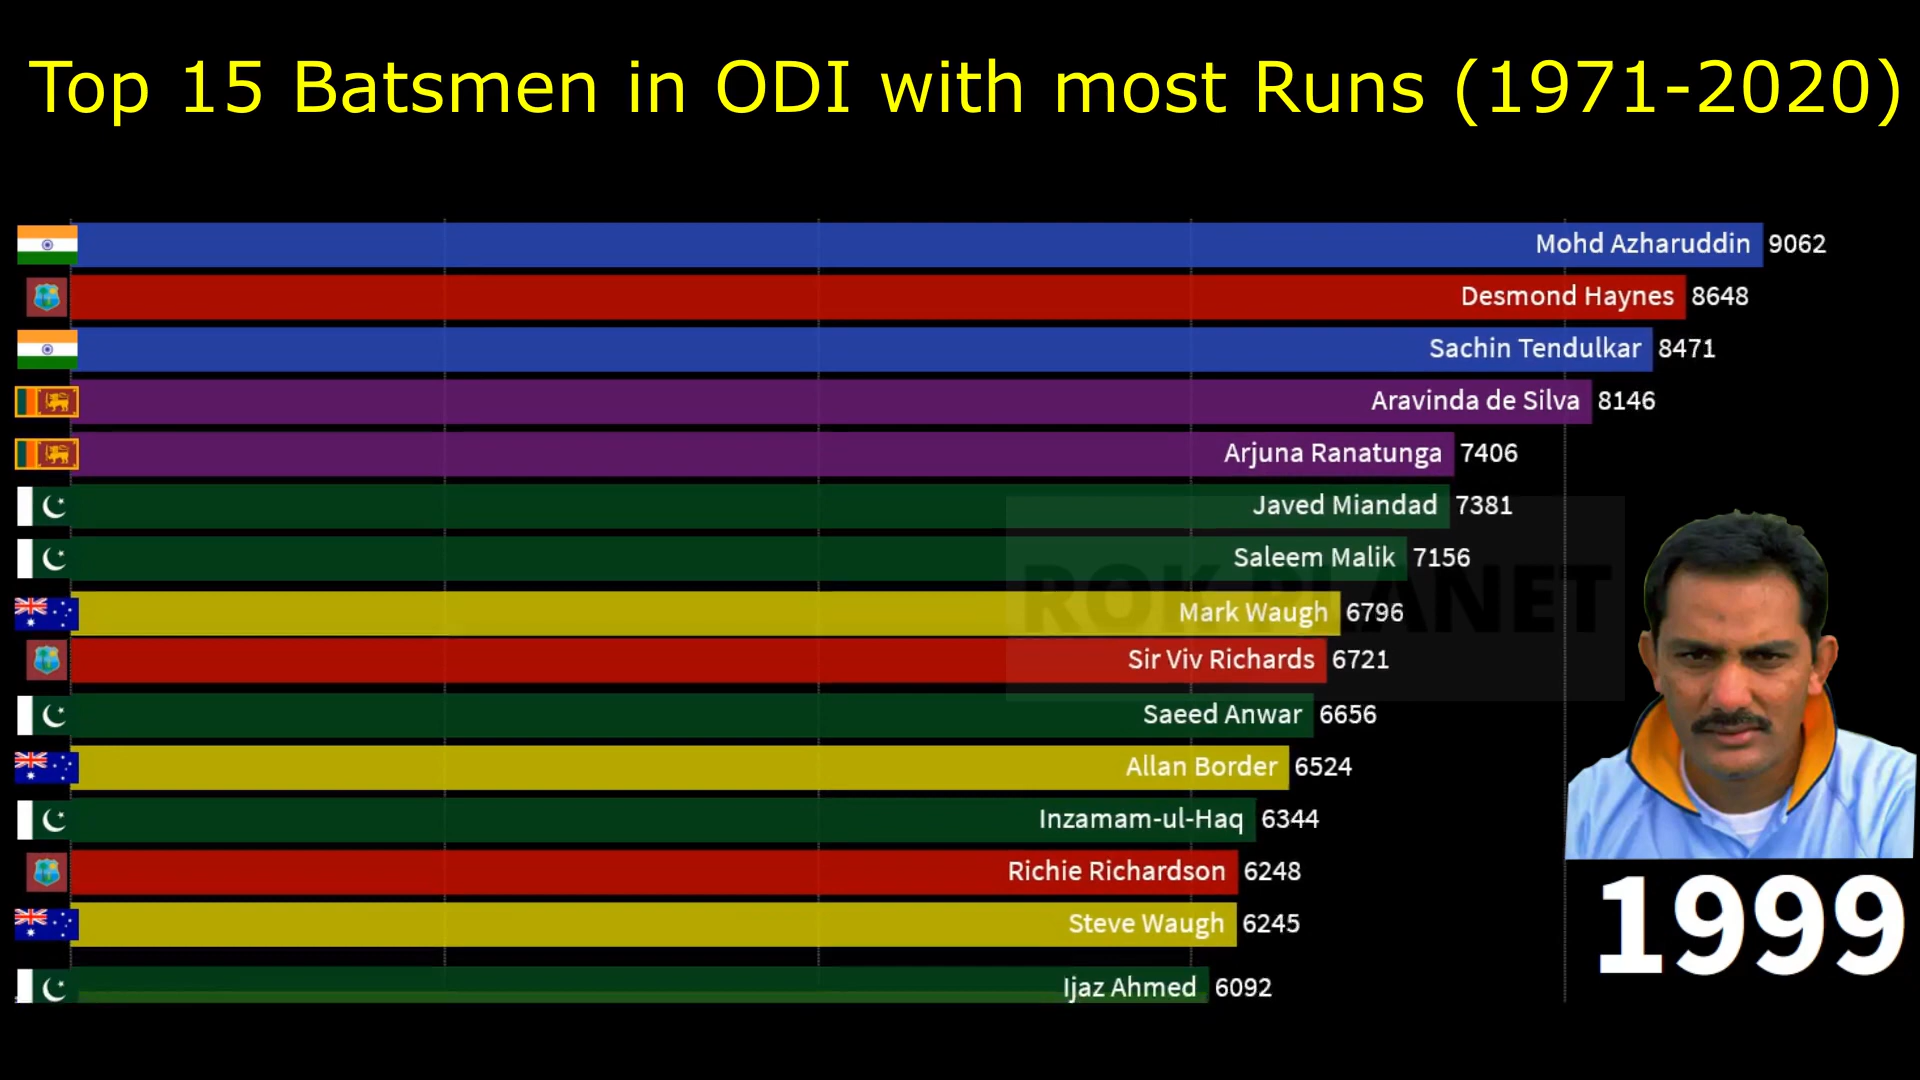 Top 15 Batsmen in ODI with most Runs (1971-2020)
Mohd Azharuddin 9062
Desmond Haynes 8648
Sachin Tendulkar 8471
Aravinda de Silva 8146
Arjuna Ranatunga 7406
Javed Miandad 7381
Saleem Malik 7156
ROK PLANET
Mark Waugh 6796
Sir Viv Richards 6721
Saeed Anwar 6656
Allan Border 6524
Inzamam-ul-Haq 6344
Richie Richardson 6248
Steve Waugh 6245
Ijaz Ahmed 6092
1999